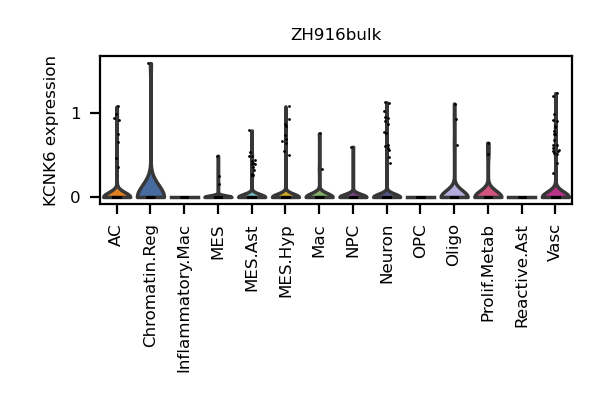 ZH916bulk
KCNK6 expression
1
0
AC
Chromatin.Reg
Inflammatory.Mac
MES
MES.Ast
MES.Hyp
Mac
NPC
Neuron
OPC
Oligo
Prolif.Metab
Reactive.Ast
Vasc